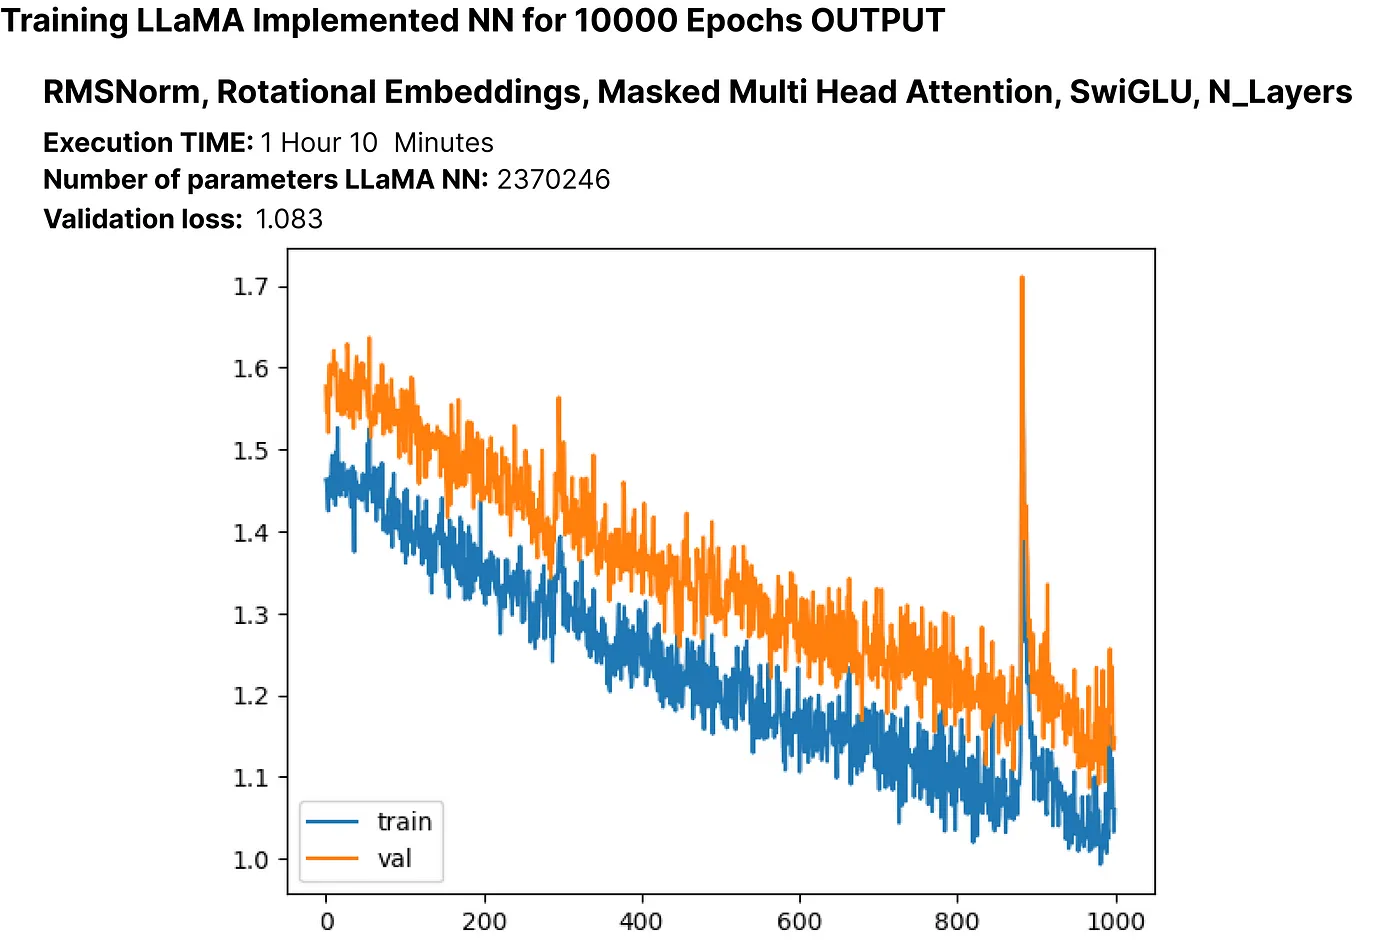 Training LLaMA Implemented NN for 10000 Epochs OUTPUT
RMSNorm, Rotational Embeddings, Masked Multi Head Attention, SwiGLU, N_Layers
Execution TIME: 1 Hour 10 Minutes
Number of parameters LLaMA NN: 2370246
Validation loss: 1.083
1.7
1.6
1.5
1.4
1.3
1.2
1.1
1.0
train
val
0 200 400 600 800 1000